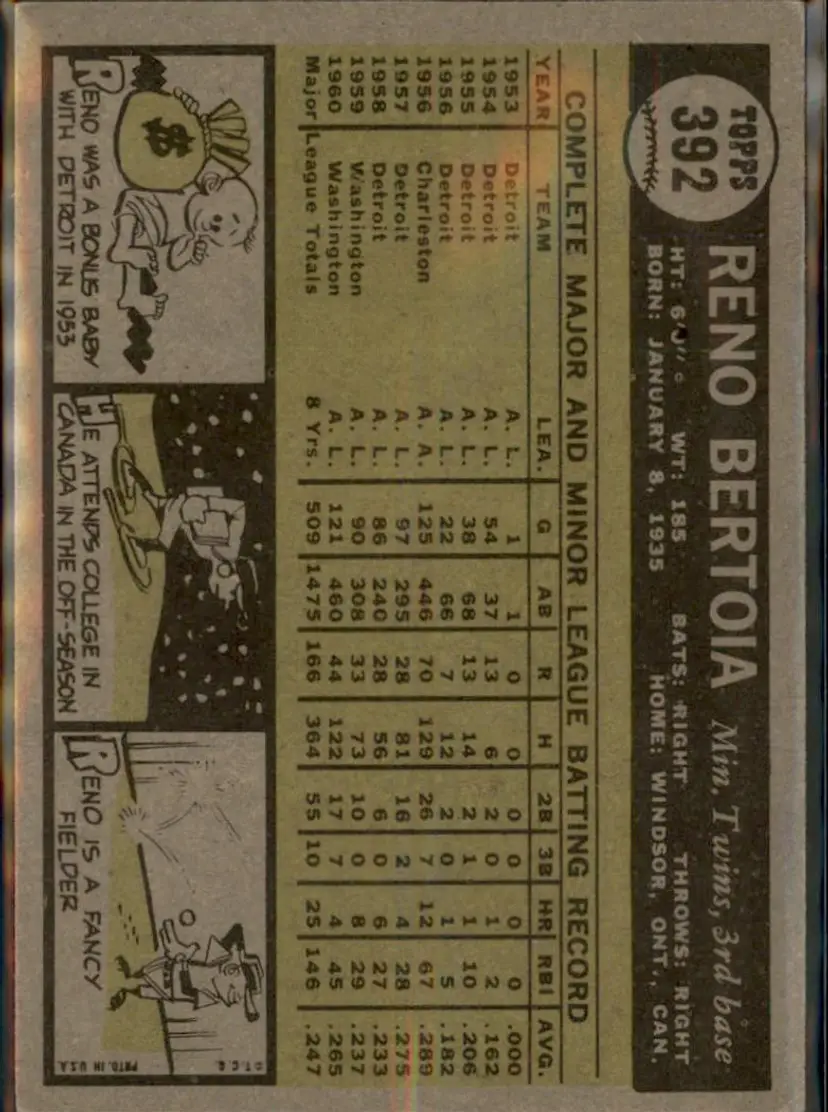 TOPPS
392
RENO BERTOIA Min. Twins, 3rd base
HT: 6'0" WT: 185 BATS: RIGHT THROWS: RIGHT
BORN: JANUARY 8, 1935 HOME: WINDSOR, ONT., CAN.
COMPLETE MAJOR AND MINOR LEAGUE BATTING RECORD
YEAR TEAM LEA. G AB R H 2B 3B HR RBI AVG.
1953 Detroit A. L. 1 1 0 0 0 0 0 0 .000
1954 Detroit A. L. 54 37 13 6 2 0 1 2 .162
1955 Detroit A. L. 38 68 13 14 2 1 1 10 .206
1956 Detroit A. L. 22 66 7 12 2 0 1 5 .182
1956 Charleston A. A. 125 446 70 129 26 7 12 67 .289
1957 Detroit A. L. 97 295 28 81 16 2 4 28 .275
1958 Detroit A. L. 86 240 28 56 6 0 6 27 .233
1959 Washington A. L. 90 308 33 73 10 0 8 29 .237
1960 Washington A. L. 121 460 44 122 17 7 4 45 .265
Major League Totals 8 Yrs. 509 1475 166 364 55 10 25 146 .247
$
RENO WAS A BONUS BABY
WITH DETROIT IN 1953
HE ATTENDS COLLEGE IN
CANADA IN THE OFF-SEASON
RENO IS A FANCY
FIELDER
© T. C. G.
PRTD. IN U.S.A.